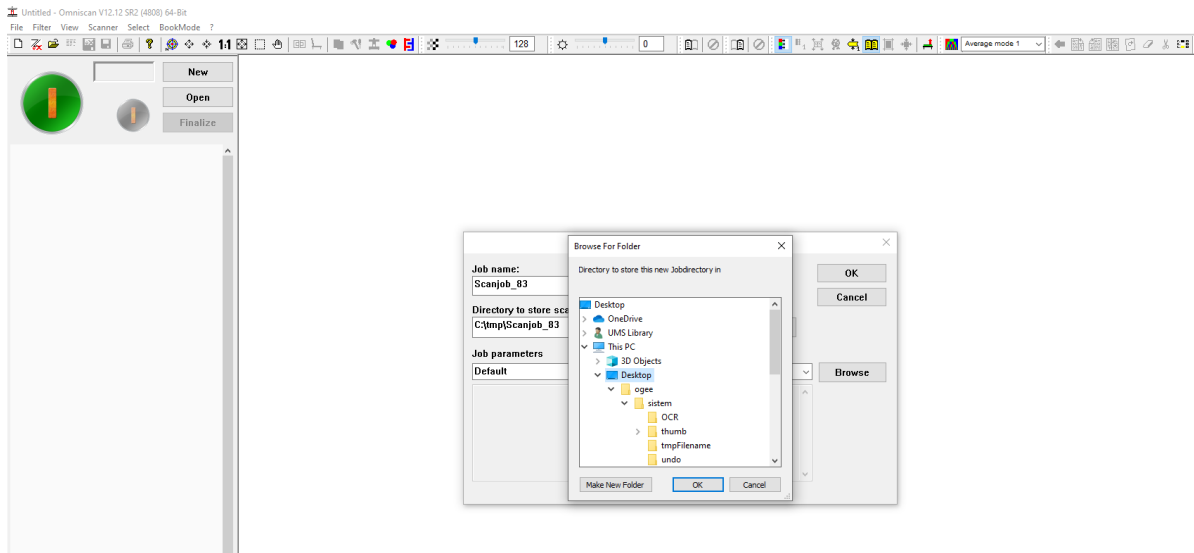 Untitled - Omniscan V12.12 SR2 (4808) 64-Bit
File Filter View Scanner Select BookMode ?
1:1 128 0 Average mode 1
New
Open
Finalize
Browse For Folder
Job name:
Scanjob_83
Directory to store sca
C:\tmp\Scanjob_83
Job parameters
Default
Directory to store this new Jobdirectory in
Desktop
OneDrive
UMS Library
This PC
3D Objects
Desktop
ogee
sistem
OCR
thumb
tmpFilename
undo
Make New Folder OK Cancel
OK
Cancel
Browse